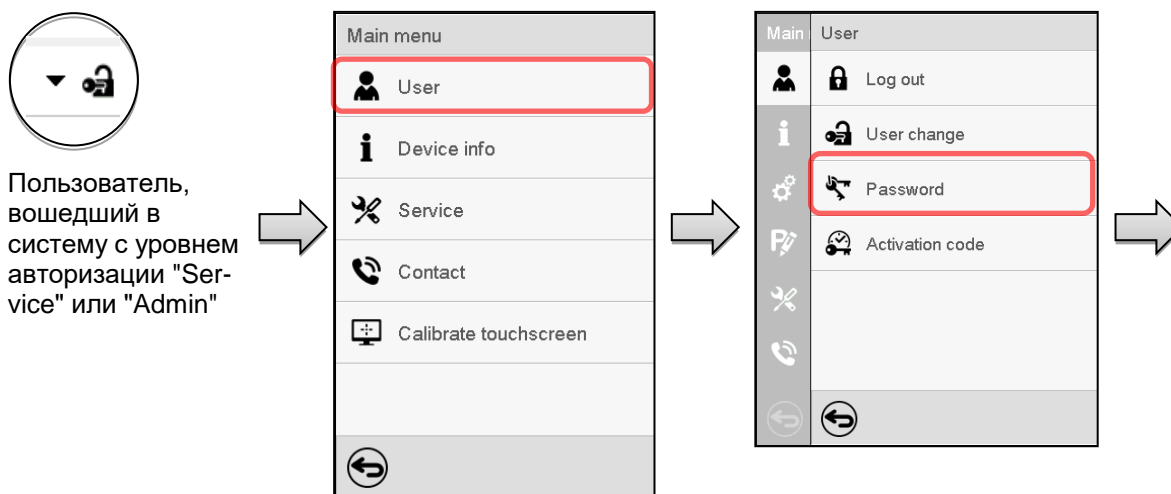 Пользователь,
вошедший в
систему с уровнем
авторизации "Ser-
vice" или "Admin"
Main menu
User
Device info
Service
Contact
Calibrate touchscreen
Main
User
Log out
User change
Password
Activation code